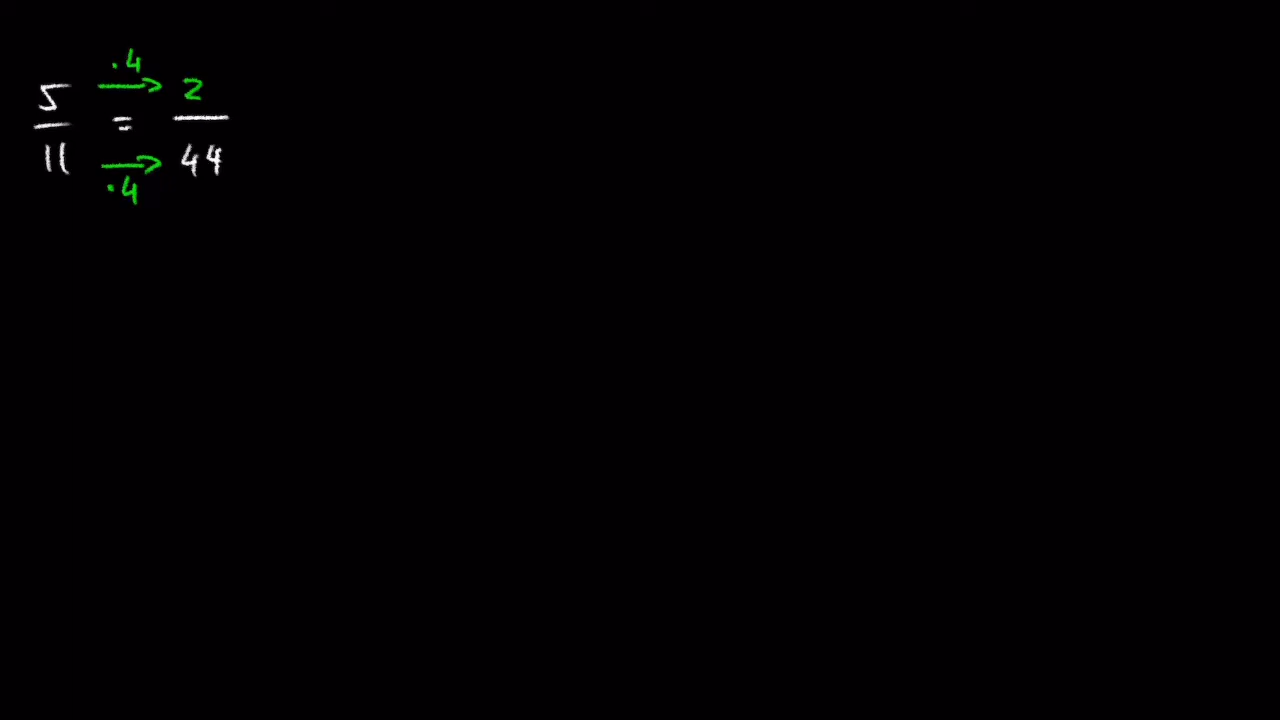 ·4
5 → 2
=
11 → 44
·4